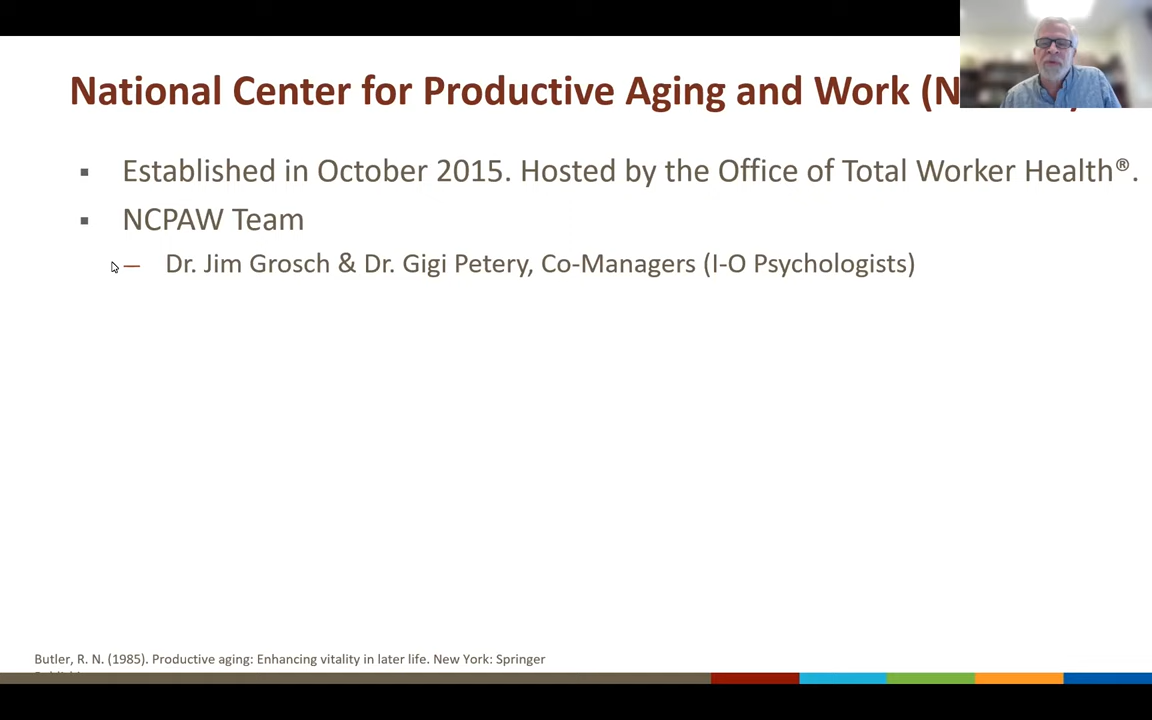 National Center for Productive Aging and Work (N
Established in October 2015. Hosted by the Office of Total Worker Health®.
NCPAW Team
— Dr. Jim Grosch & Dr. Gigi Petery, Co-Managers (I-O Psychologists)
Butler, R. N. (1985). Productive aging: Enhancing vitality in later life. New York: Springer